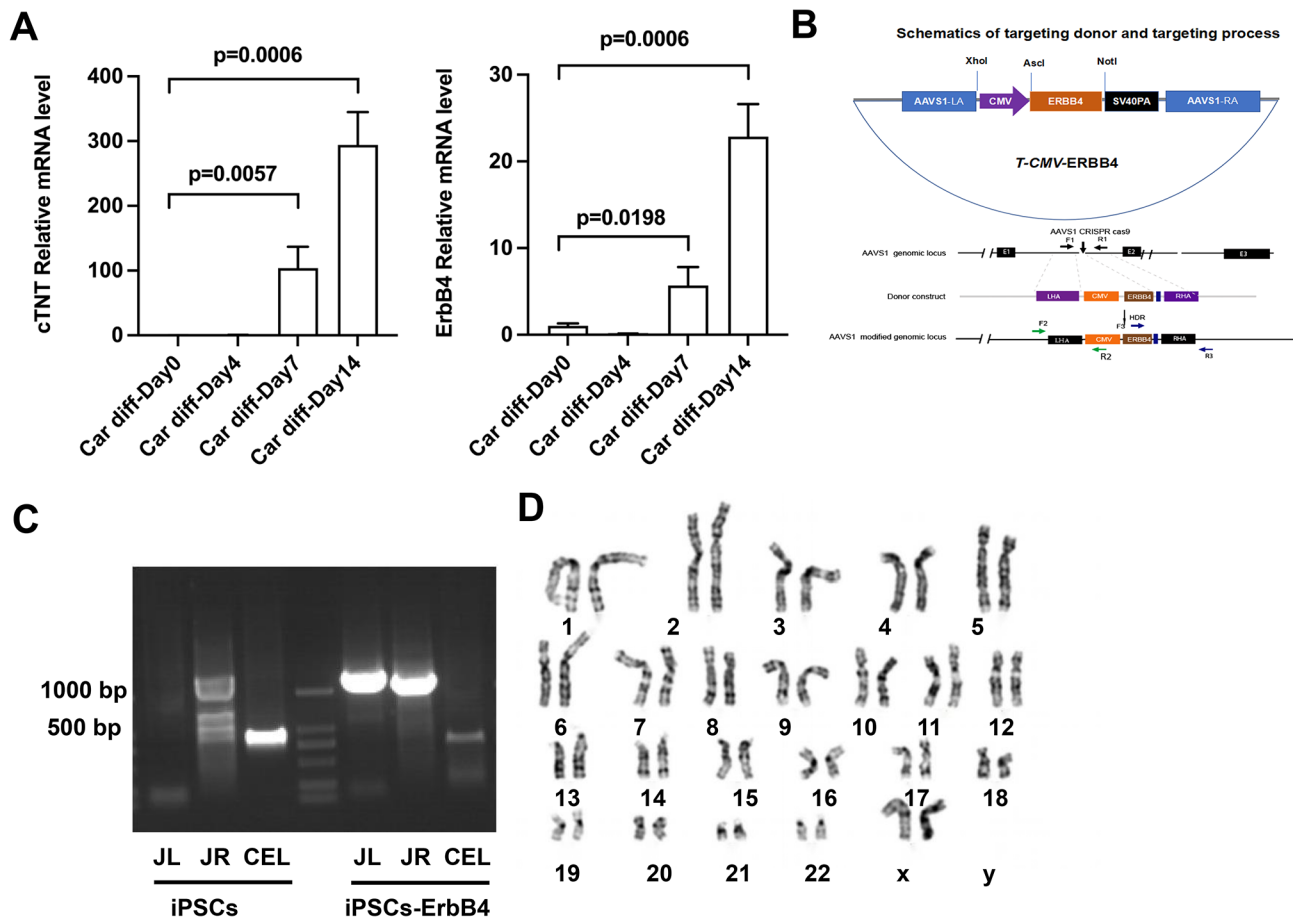 A
p=0.0006
p=0.0057
cTNT Relative mRNA level
400
300
200
100
0
Car diff-Day0
Car diff-Day4
Car diff-Day7
Car diff-Day14
p=0.0006
p=0.0198
ErbB4 Relative mRNA level
30
20
10
0
Car diff-Day0
Car diff-Day4
Car diff-Day7
Car diff-Day14
B
Schematics of targeting donor and targeting process
XhoI AscI NotI
AAVS1-LA CMV ERBB4 SV40PA AAVS1-RA
T-CMV-ERBB4
AAVS1 CRISPR cas9
F1 R1
AAVS1 genomic locus E1 E2 E3
Donor construct LHA CMV ERBB4 RHA
HDR
F2 F3
AAVS1 modified genomic locus LHA CMV ERBB4 RHA
R2 R3
C
1000 bp
500 bp
JL JR CEL JL JR CEL
iPSCs iPSCs-ErbB4
D
1 2 3 4 5
6 7 8 9 10 11 12
13 14 15 16 17 18
19 20 21 22 x y